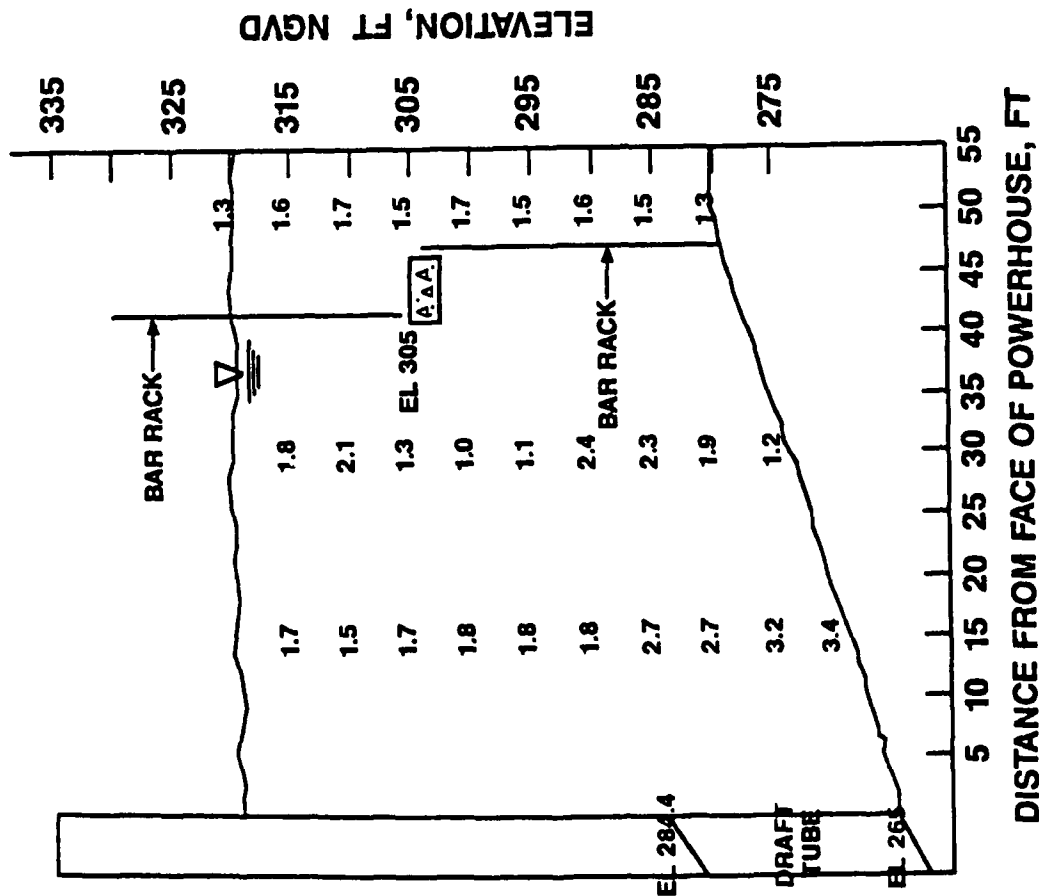 ELEVATION, FT NGVD
335
325
315
305
295
285
275
BAR RACK
1.3
1.7 1.8 1.6
1.5 2.1 1.7
1.7 1.3 EL 305 1.5
1.8 1.0 1.7
1.8 1.1 1.5
1.8 2.4 BAR RACK 1.6
2.7 2.3 1.5
2.7 1.9 1.3
3.2 1.2
3.4
EL 284.4
DRAFT
TUBE
EL 265
5 10 15 20 25 30 35 40 45 50 55
DISTANCE FROM FACE OF POWERHOUSE, FT